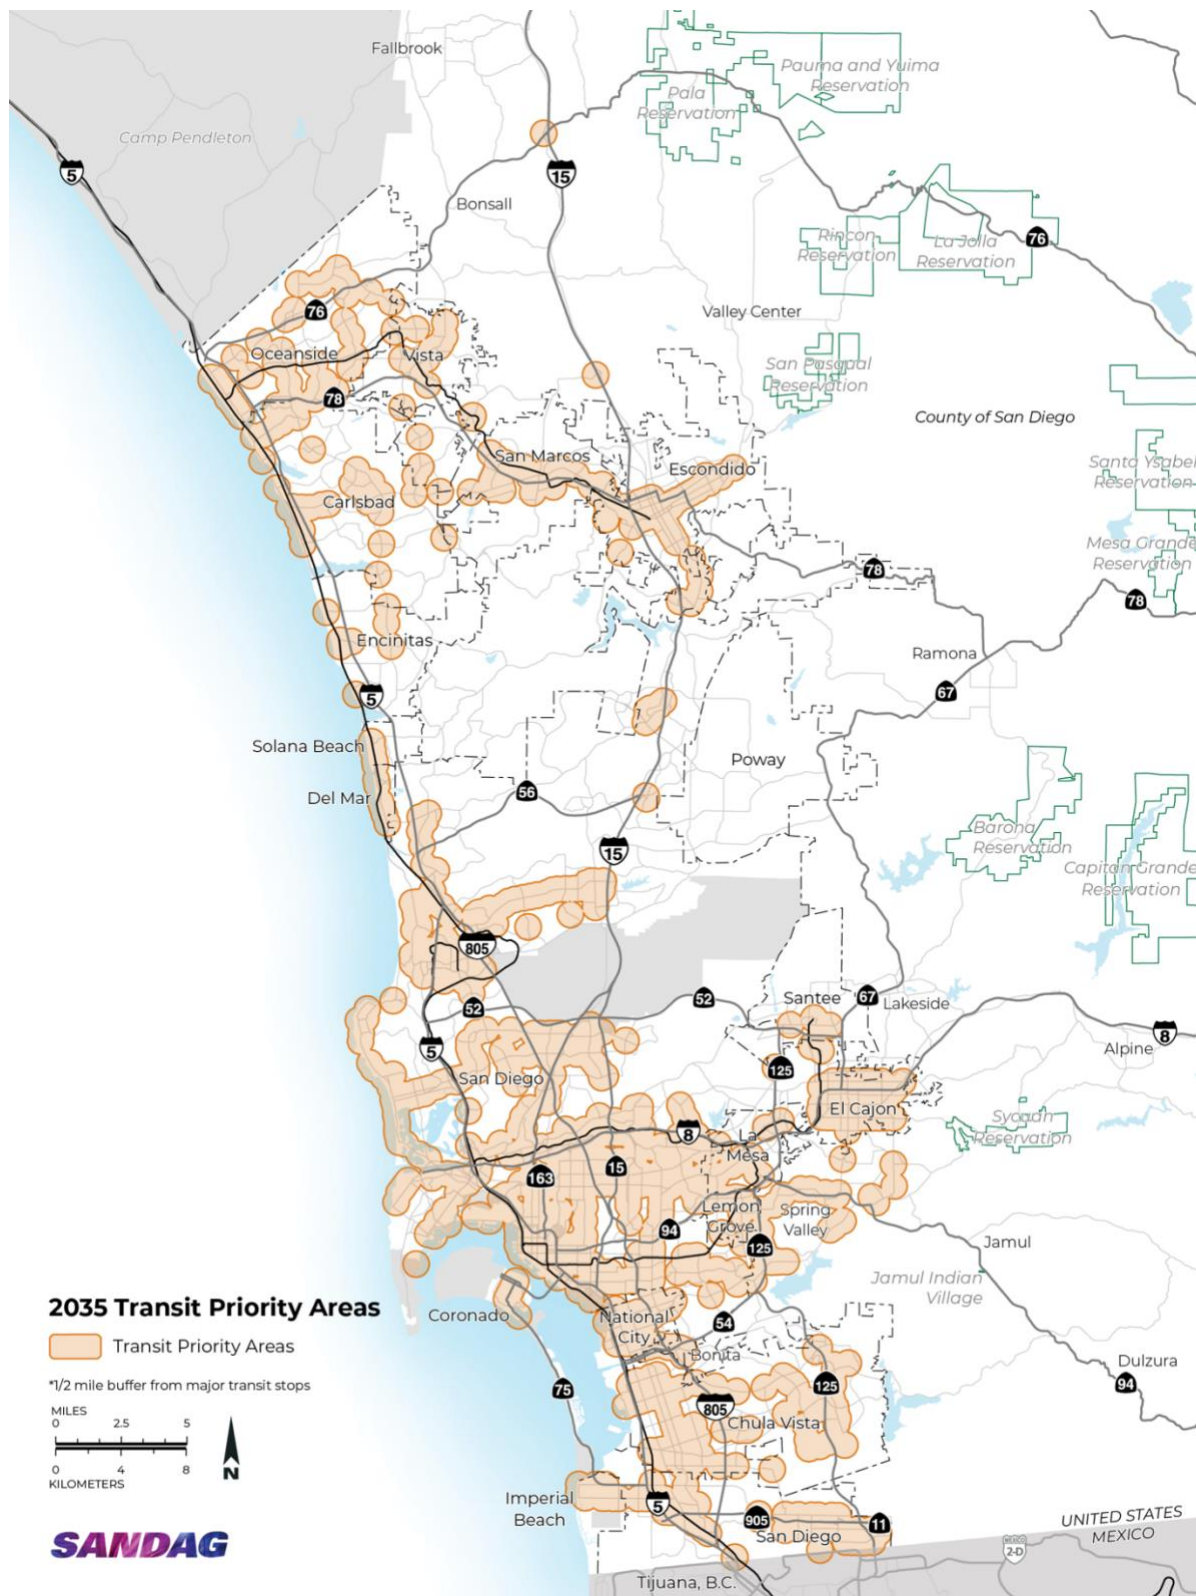 Fallbrook
Pauma and Yuima
Reservation
Pala
Reservation
Camp Pendleton
5
15
Bonsall
Rincon
Reservation
La Jolla
Reservation
76
Valley Center
76
Oceanside
Vista
San Pasqual
Reservation
78
County of San Diego
San Marcos
Escondido
Santa Ysabel
Reservation
Carlsbad
Mesa Grande
Reservation
78
78
Encinitas
Ramona
67
5
Solana Beach
Poway
Del Mar
56
15
Barona
Reservation
Capitan Grande
Reservation
805
52
67
Santee
Lakeside
52
5
8
Alpine
125
San Diego
El Cajon
Sycuan
Reservation
8
La
Mesa
163
15
Lemon
Grove
Spring
Valley
94
125
Jamul
Jamul Indian
Village
2035 Transit Priority Areas
Transit Priority Areas
*1/2 mile buffer from major transit stops
MILES
0 2.5 5
0 4 8
KILOMETERS
N
Coronado
National
City
54
Bonita
75
125
Dulzura
94
805
Chula Vista
Imperial
Beach
5
905
San Diego
11
UNITED STATES
MEXICO
MEXICO
2-D
SANDAG
Tijuana, B.C.